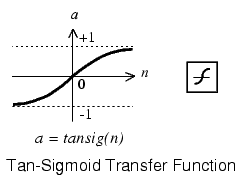 a
+1
n
0
-1
a = tansig(n)
Tan-Sigmoid Transfer Function